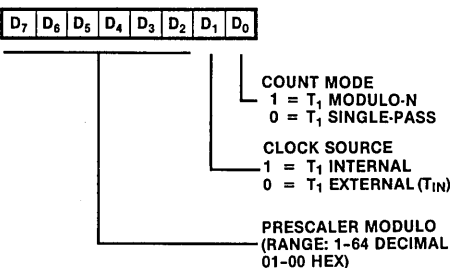 D7 D6 D5 D4 D3 D2 D1 D0
COUNT MODE
1 = T1 MODULO-N
0 = T1 SINGLE-PASS
CLOCK SOURCE
1 = T1 INTERNAL
0 = T1 EXTERNAL (TIN)
PRESCALER MODULO
(RANGE: 1-64 DECIMAL
01-00 HEX)